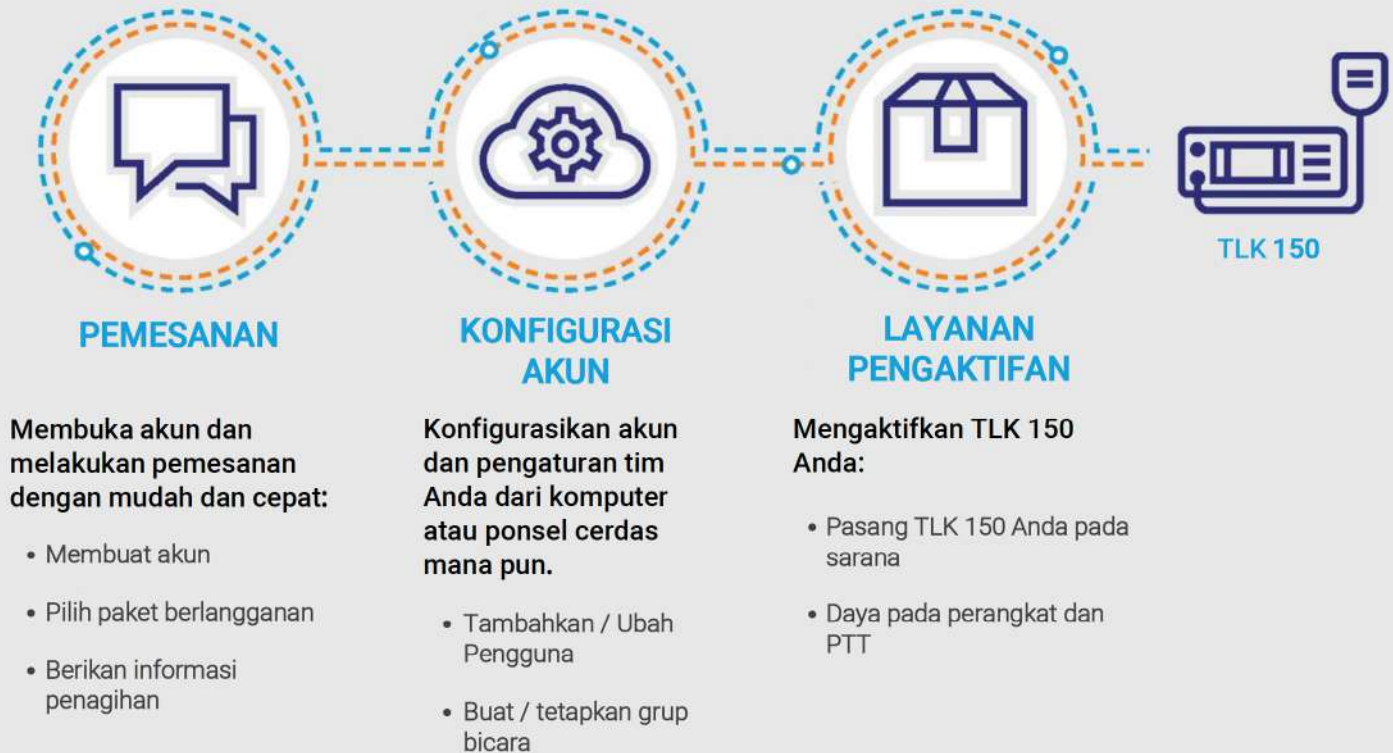 TLK 150
PEMESANAN
Membuka akun dan
melakukan pemesanan
dengan mudah dan cepat:
• Membuat akun
• Pilih paket berlangganan
• Berikan informasi
penagihan
KONFIGURASI
AKUN
Konfigurasikan akun
dan pengaturan tim
Anda dari komputer
atau ponsel cerdas
mana pun.
• Tambahkan / Ubah
Pengguna
• Buat / tetapkan grup
bicara
LAYANAN
PENGAKTIFAN
Mengaktifkan TLK 150
Anda:
• Pasang TLK 150 Anda pada
sarana
• Daya pada perangkat dan
PTT